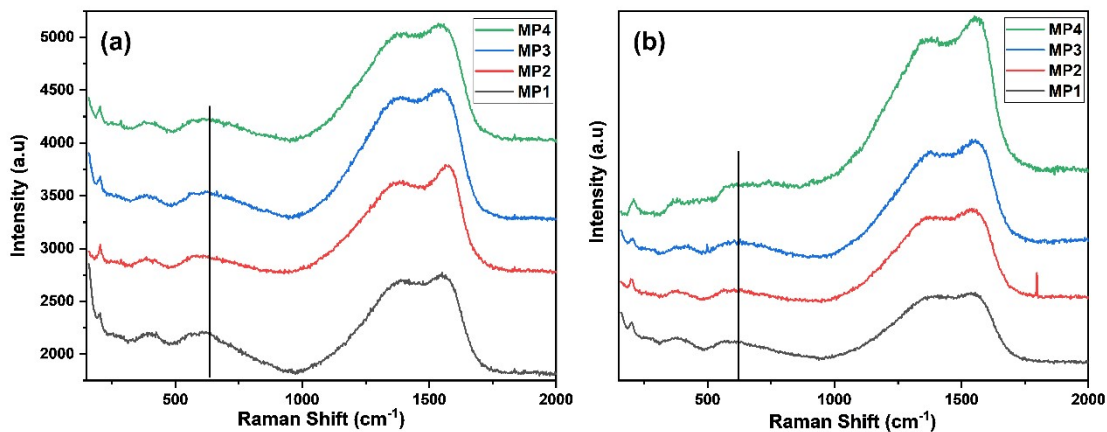 (a)
MP4
MP3
MP2
MP1
5000
4500
4000
3500
3000
2500
2000
Intensity (a.u)
500
1000
1500
2000
Raman Shift (cm⁻¹)
(b)
MP4
MP3
MP2
MP1
Intensity (a.u)
500
1000
1500
2000
Raman Shift (cm⁻¹)